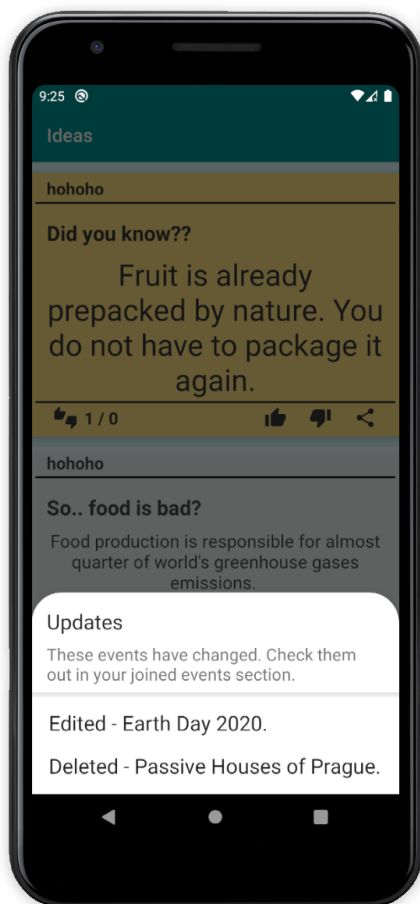 9:25
Ideas
hohoho
Did you know??
Fruit is already
prepacked by nature. You
do not have to package it
again.
1 / 0
hohoho
So.. food is bad?
Food production is responsible for almost
quarter of world's greenhouse gases
emissions.
Updates
These events have changed. Check them
out in your joined events section.
Edited - Earth Day 2020.
Deleted - Passive Houses of Prague.